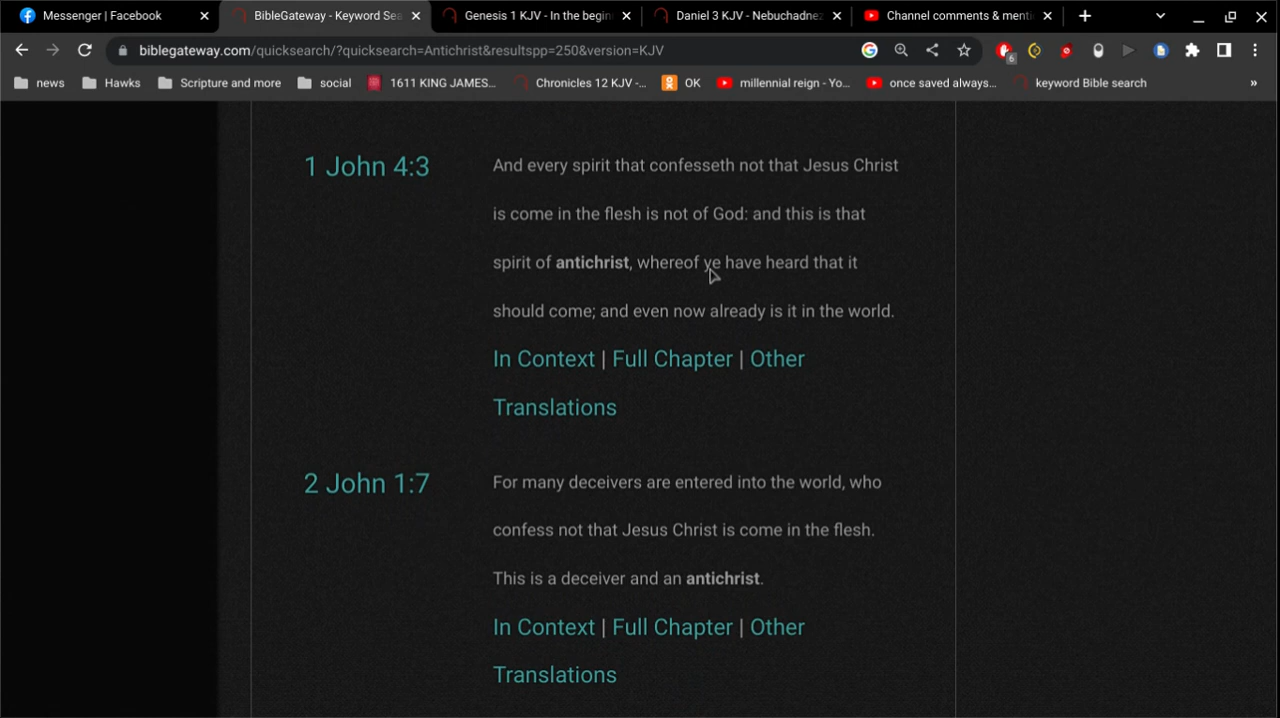 Messenger | Facebook
BibleGateway - Keyword Sea
Genesis 1 KJV - In the beginn
Daniel 3 KJV - Nebuchadnez
Channel comments & menti
biblegateway.com/quicksearch/?quicksearch=Antichrist&resultspp=250&version=KJV
6
news
Hawks
Scripture and more
social
1611 KING JAMES...
Chronicles 12 KJV -...
OK
millennial reign - Yo...
once saved always...
keyword Bible search
»
1 John 4:3
And every spirit that confesseth not that Jesus Christ
is come in the flesh is not of God: and this is that
spirit of antichrist, whereof ye have heard that it
should come; and even now already is it in the world.
In Context | Full Chapter | Other
Translations
2 John 1:7
For many deceivers are entered into the world, who
confess not that Jesus Christ is come in the flesh.
This is a deceiver and an antichrist.
In Context | Full Chapter | Other
Translations